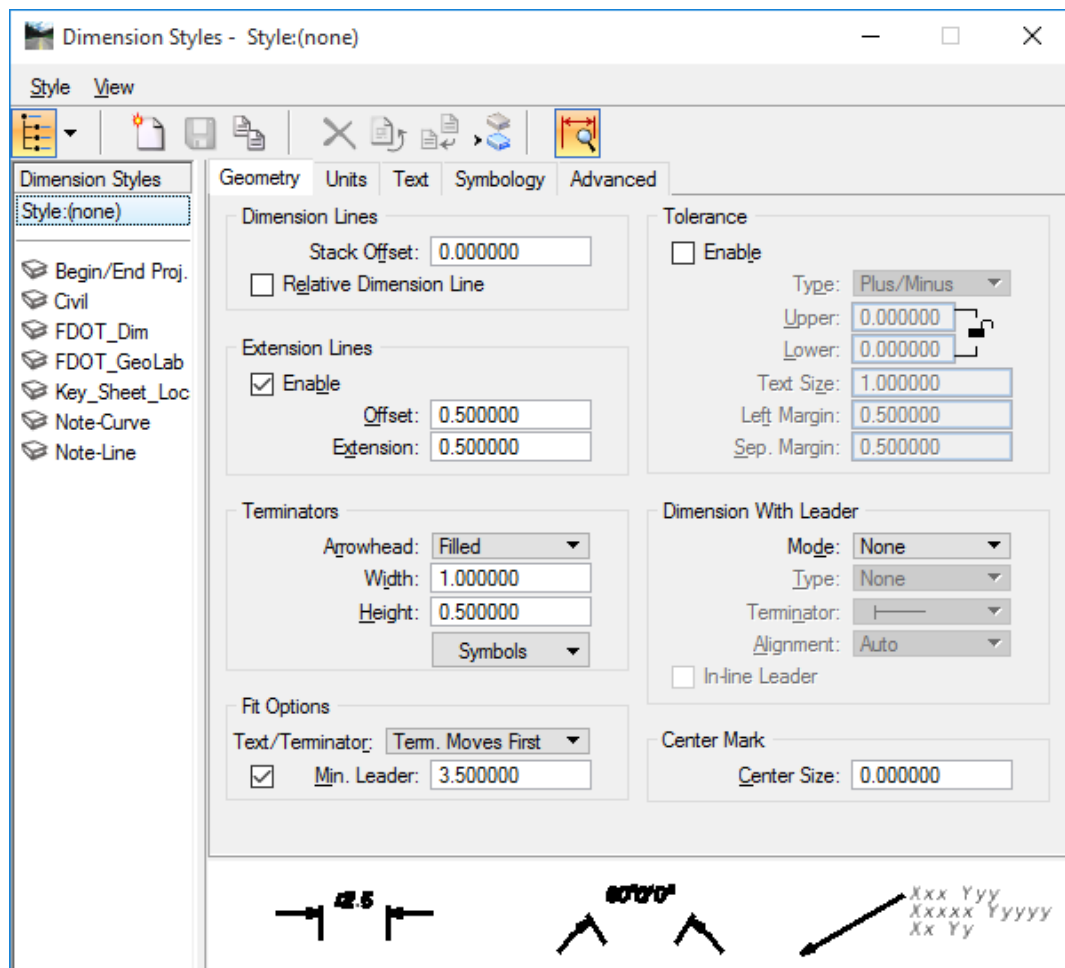 Dimension Styles - Style:(none)
Style View
Dimension Styles
Style:(none)
Begin/End Proj.
Civil
FDOT_Dim
FDOT_GeoLab
Key_Sheet_Loc
Note-Curve
Note-Line
Geometry Units Text Symbology Advanced
Dimension Lines
Stack Offset: 0.000000
Relative Dimension Line
Extension Lines
Enable
Offset: 0.500000
Extension: 0.500000
Terminators
Arrowhead: Filled
Width: 1.000000
Height: 0.500000
Symbols
Fit Options
Text/Terminator: Term. Moves First
Min. Leader: 3.500000
Tolerance
Enable
Type: Plus/Minus
Upper: 0.000000
Lower: 0.000000
Text Size: 1.000000
Left Margin: 0.500000
Sep. Margin: 0.500000
Dimension With Leader
Mode: None
Type: None
Terminator:
Alignment: Auto
In-line Leader
Center Mark
Center Size: 0.000000
Xxx Yyy
Xxxxx Yyyyy
Xx Yy